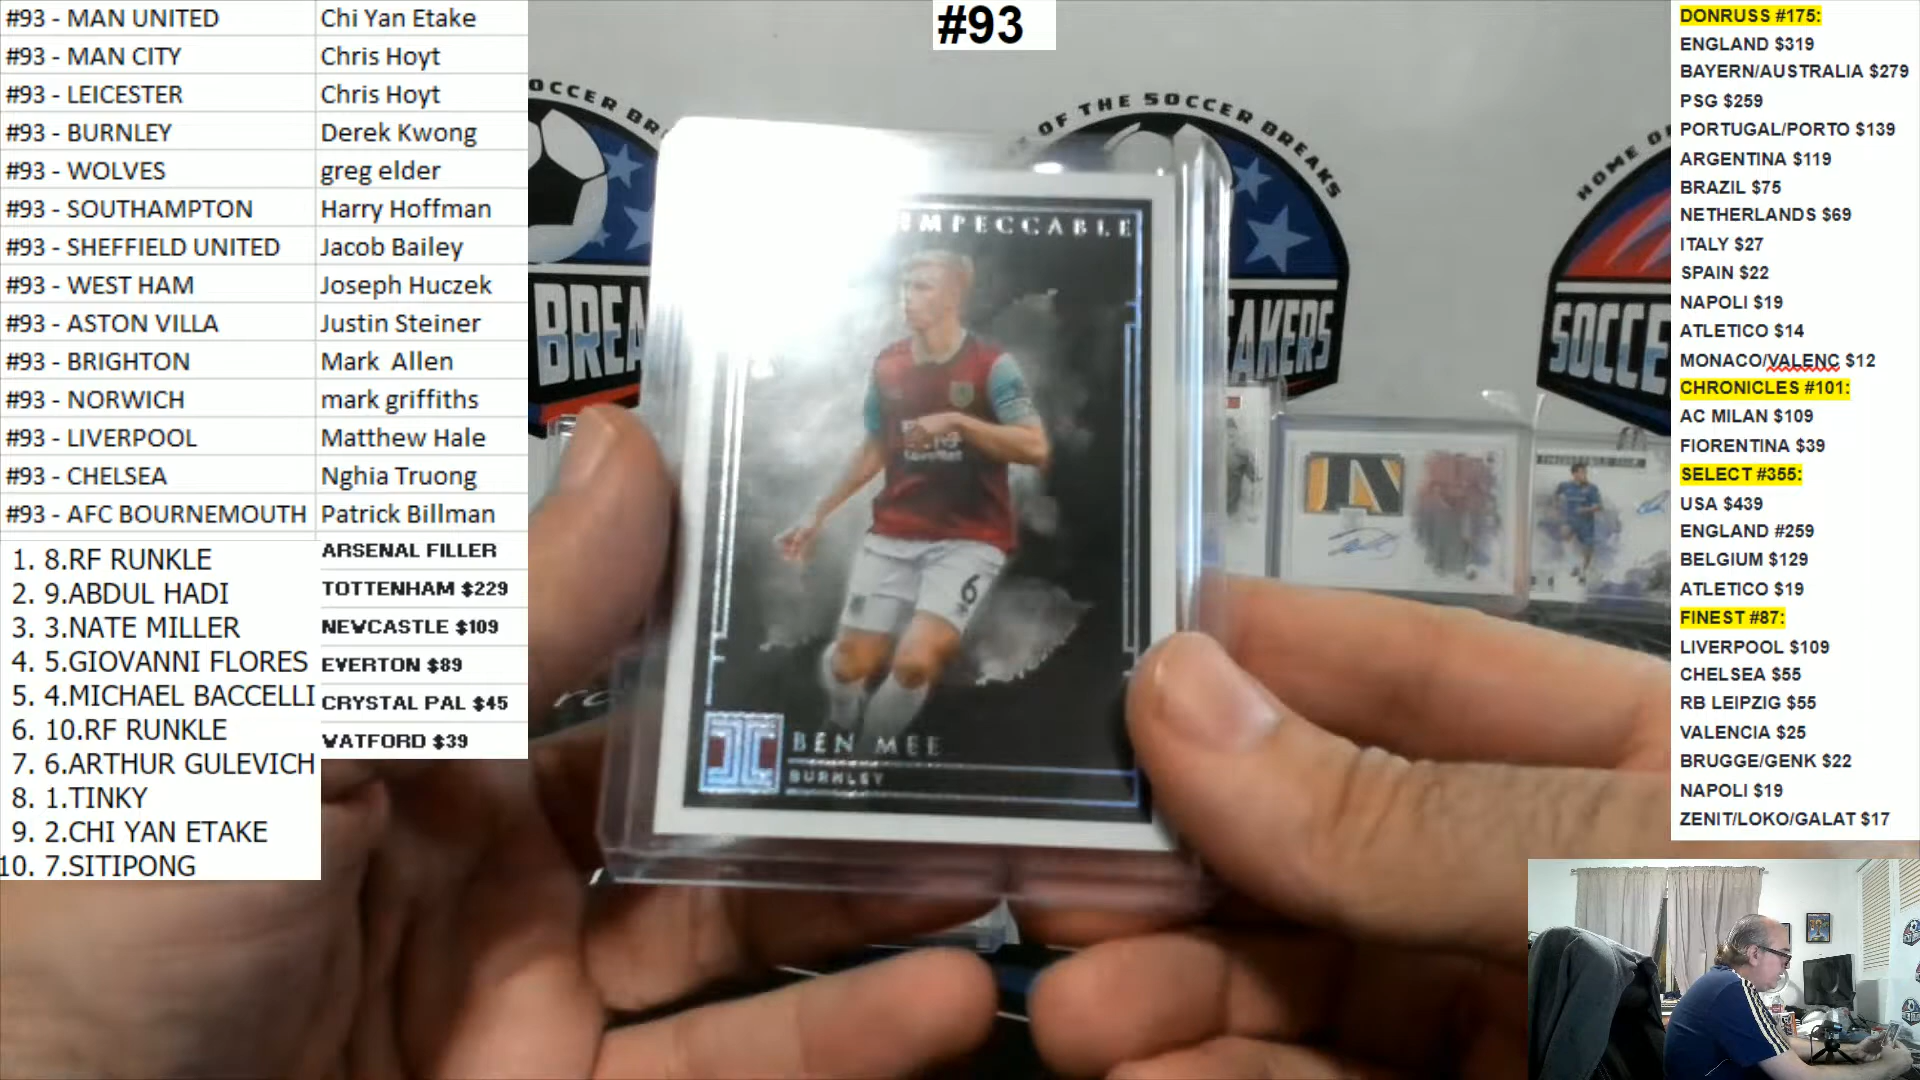 #93 - MAN UNITED Chi Yan Etake
#93 - MAN CITY Chris Hoyt
#93 - LEICESTER Chris Hoyt
#93 - BURNLEY Derek Kwong
#93 - WOLVES greg elder
#93 - SOUTHAMPTON Harry Hoffman
#93 - SHEFFIELD UNITED Jacob Bailey
#93 - WEST HAM Joseph Huczek
#93 - ASTON VILLA Justin Steiner
#93 - BRIGHTON Mark Allen
#93 - NORWICH mark griffiths
#93 - LIVERPOOL Matthew Hale
#93 - CHELSEA Nghia Truong
#93 - AFC BOURNEMOUTH Patrick Billman
1. 8.RF RUNKLE
2. 9.ABDUL HADI
3. 3.NATE MILLER
4. 5.GIOVANNI FLORES
5. 4.MICHAEL BACCELLI
6. 10.RF RUNKLE
7. 6.ARTHUR GULEVICH
8. 1.TINKY
9. 2.CHI YAN ETAKE
10. 7.SITIPONG
ARSENAL FILLER
TOTTENHAM $229
NEWCASTLE $109
EVERTON $89
CRYSTAL PAL $45
WATFORD $39
#93
OF THE SOCCER BREAKS
HOME OF
IMPECCABLE
6
BEN MEE
BURNLEY
DONRUSS #175:
ENGLAND $319
BAYERN/AUSTRALIA $279
PSG $259
PORTUGAL/PORTO $139
ARGENTINA $119
BRAZIL $75
NETHERLANDS $69
ITALY $27
SPAIN $22
NAPOLI $19
ATLETICO $14
MONACO/VALENC $12
CHRONICLES #101:
AC MILAN $109
FIORENTINA $39
SELECT #355:
USA $439
ENGLAND #259
BELGIUM $129
ATLETICO $19
FINEST #87:
LIVERPOOL $109
CHELSEA $55
RB LEIPZIG $55
VALENCIA $25
BRUGGE/GENK $22
NAPOLI $19
ZENIT/LOKO/GALAT $17